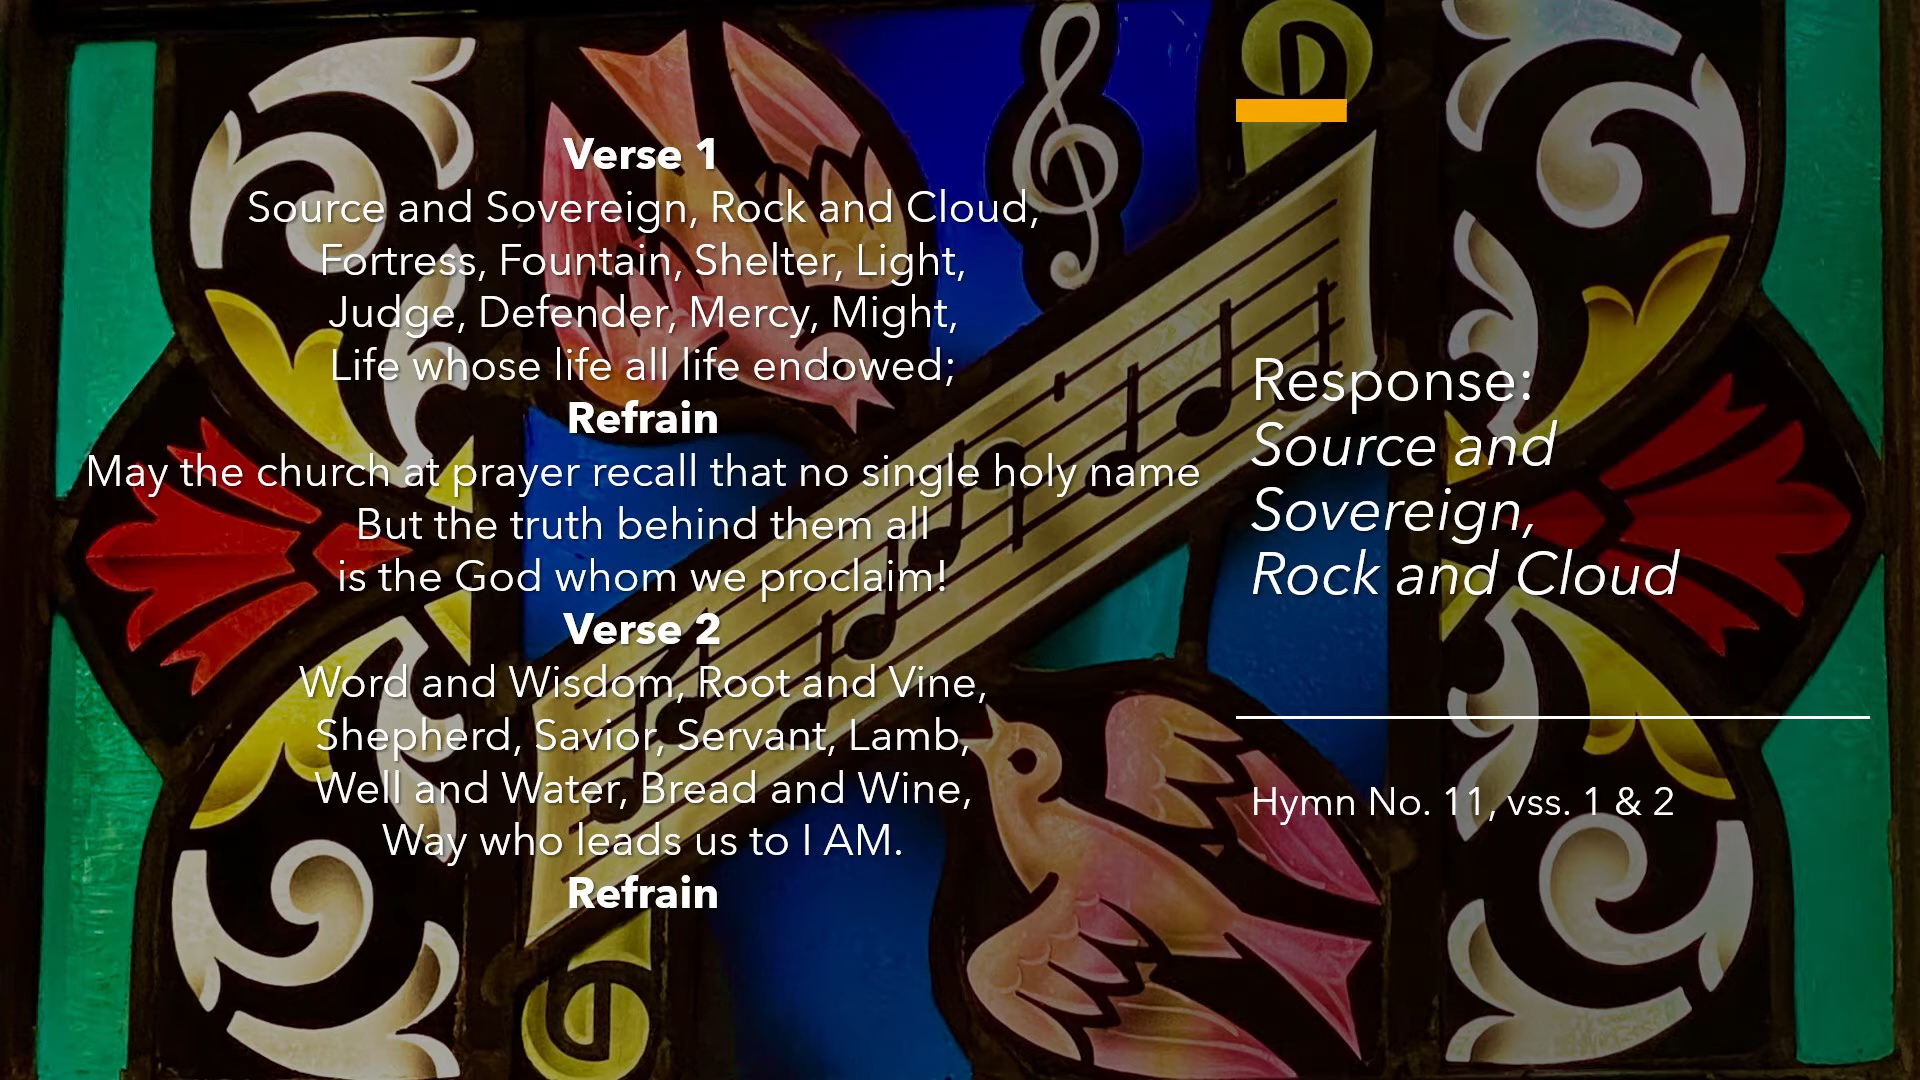 Verse 1
Source and Sovereign, Rock and Cloud,
Fortress, Fountain, Shelter, Light,
Judge, Defender, Mercy, Might,
Life whose life all life endowed;
Refrain
May the church at prayer recall that no single holy name
But the truth behind them all
is the God whom we proclaim!
Verse 2
Word and Wisdom, Root and Vine,
Shepherd, Savior, Servant, Lamb,
Well and Water, Bread and Wine,
Way who leads us to I AM.
Refrain
Response:
Source and
Sovereign,
Rock and Cloud
Hymn No. 11, vss. 1 & 2